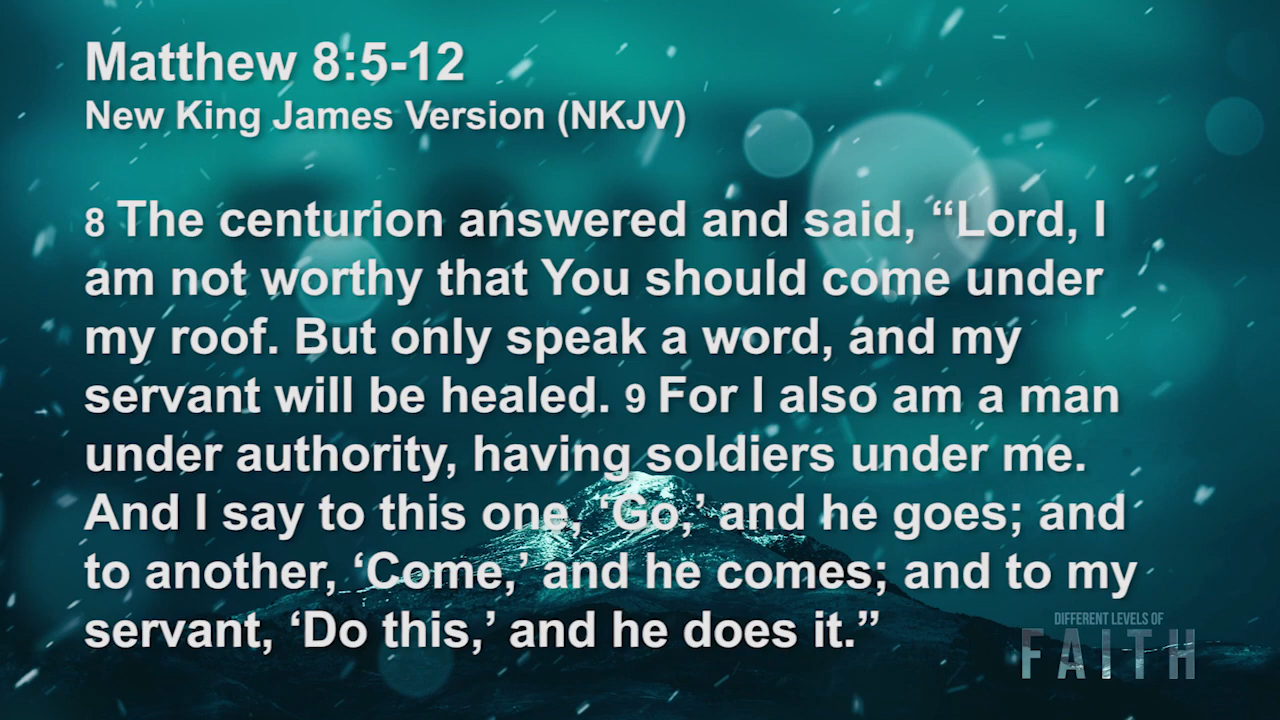 Matthew 8:5-12
New King James Version (NKJV)
8 The centurion answered and said, “Lord, I
am not worthy that You should come under
my roof. But only speak a word, and my
servant will be healed. 9 For I also am a man
under authority, having soldiers under me.
And I say to this one, ‘Go,’ and he goes; and
to another, ‘Come,’ and he comes; and to my
servant, ‘Do this,’ and he does it.”
DIFFERENT LEVELS OF
FAITH